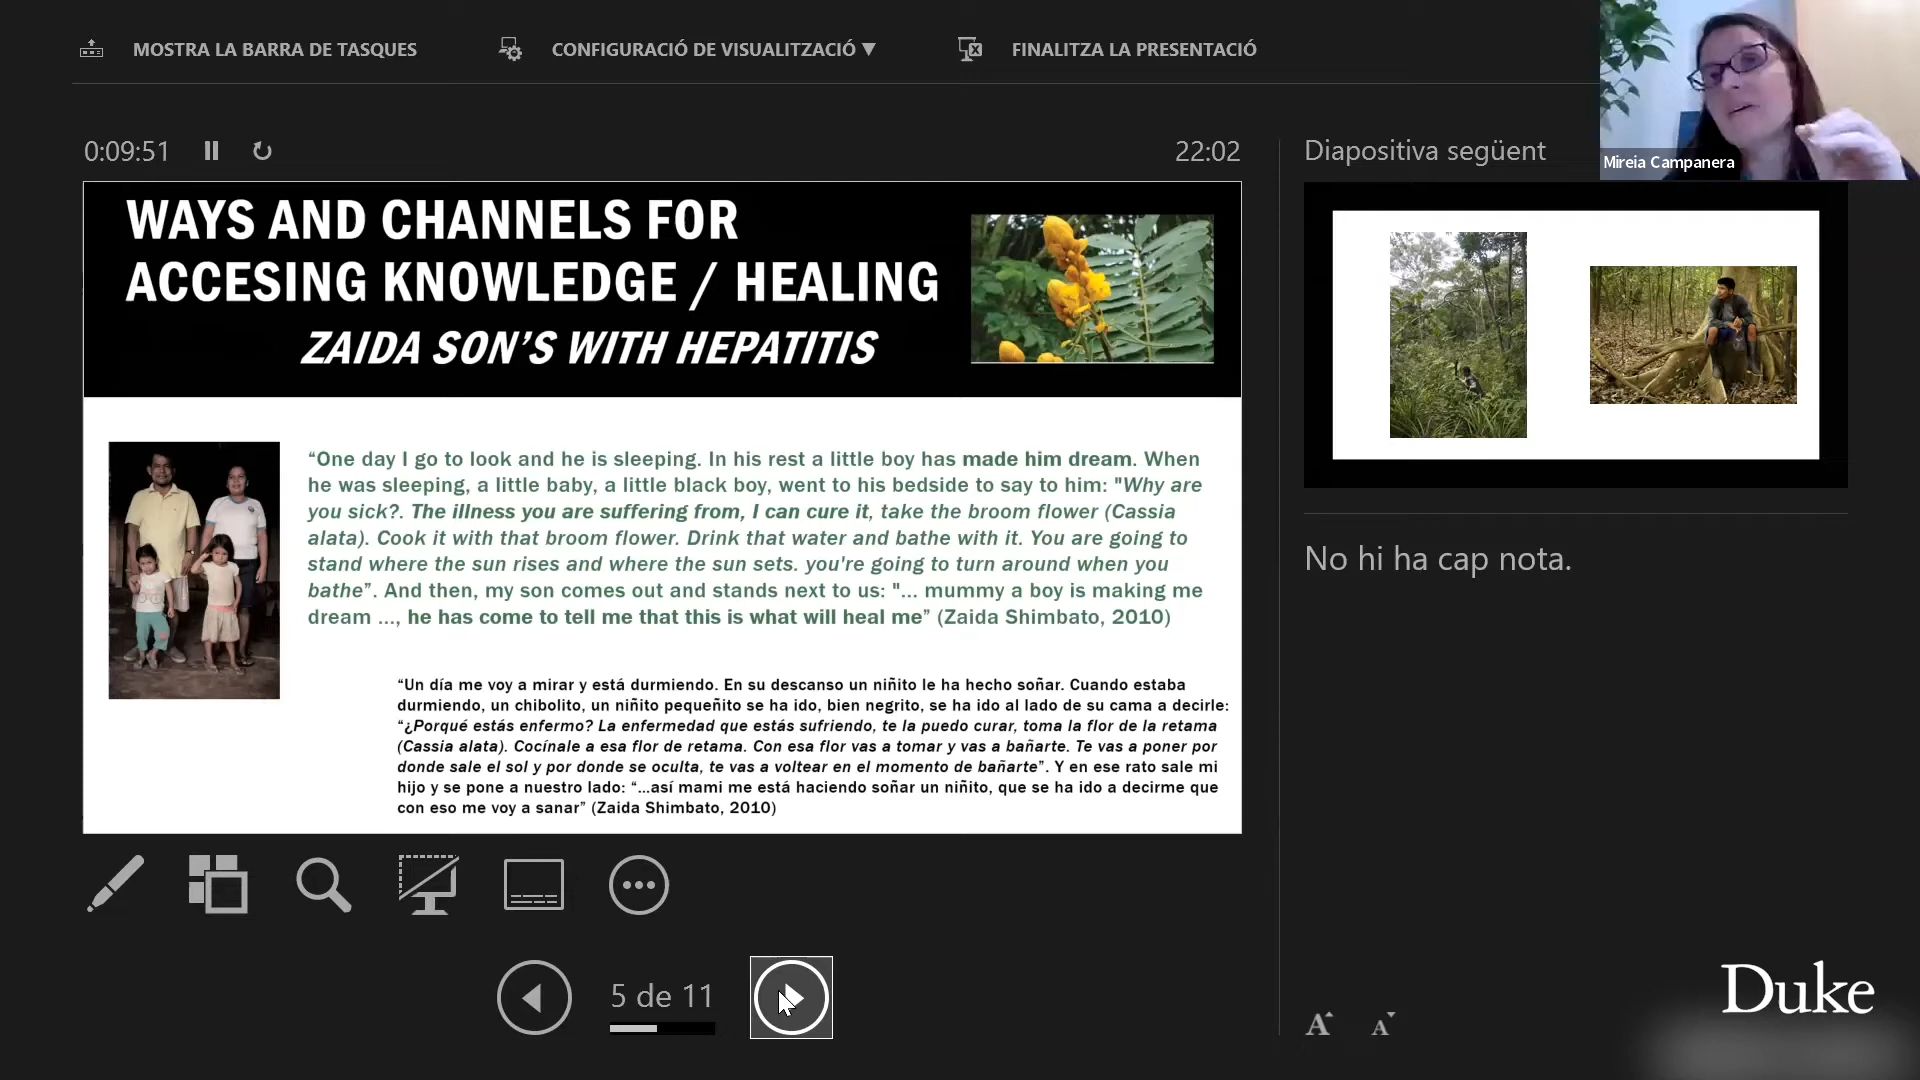 MOSTRA LA BARRA DE TASQUES
CONFIGURACIÓ DE VISUALITZACIÓ ▼
FINALITZA LA PRESENTACIÓ
Mireia Campanera
0:09:51
22:02
Diapositiva següent
WAYS AND CHANNELS FOR
ACCESING KNOWLEDGE / HEALING
ZAIDA SON’S WITH HEPATITIS
“One day I go to look and he is sleeping. In his rest a little boy has made him dream. When
he was sleeping, a little baby, a little black boy, went to his bedside to say to him: "Why are
you sick?. The illness you are suffering from, I can cure it, take the broom flower (Cassia
alata). Cook it with that broom flower. Drink that water and bathe with it. You are going to
stand where the sun rises and where the sun sets. you're going to turn around when you
bathe”. And then, my son comes out and stands next to us: "... mummy a boy is making me
dream ..., he has come to tell me that this is what will heal me” (Zaida Shimbato, 2010)
“Un día me voy a mirar y está durmiendo. En su descanso un niñito le ha hecho soñar. Cuando estaba
durmiendo, un chibolito, un niñito pequeñito se ha ido, bien negrito, se ha ido al lado de su cama a decirle:
“¿Porqué estás enfermo? La enfermedad que estás sufriendo, te la puedo curar, toma la flor de la retama
(Cassia alata). Cocínale a esa flor de retama. Con esa flor vas a tomar y vas a bañarte. Te vas a poner por
donde sale el sol y por donde se oculta, te vas a voltear en el momento de bañarte”. Y en ese rato sale mi
hijo y se pone a nuestro lado: “...así mami me está haciendo soñar un niñito, que se ha ido a decirme que
con eso me voy a sanar” (Zaida Shimbato, 2010)
No hi ha cap nota.
5 de 11
A A
Duke